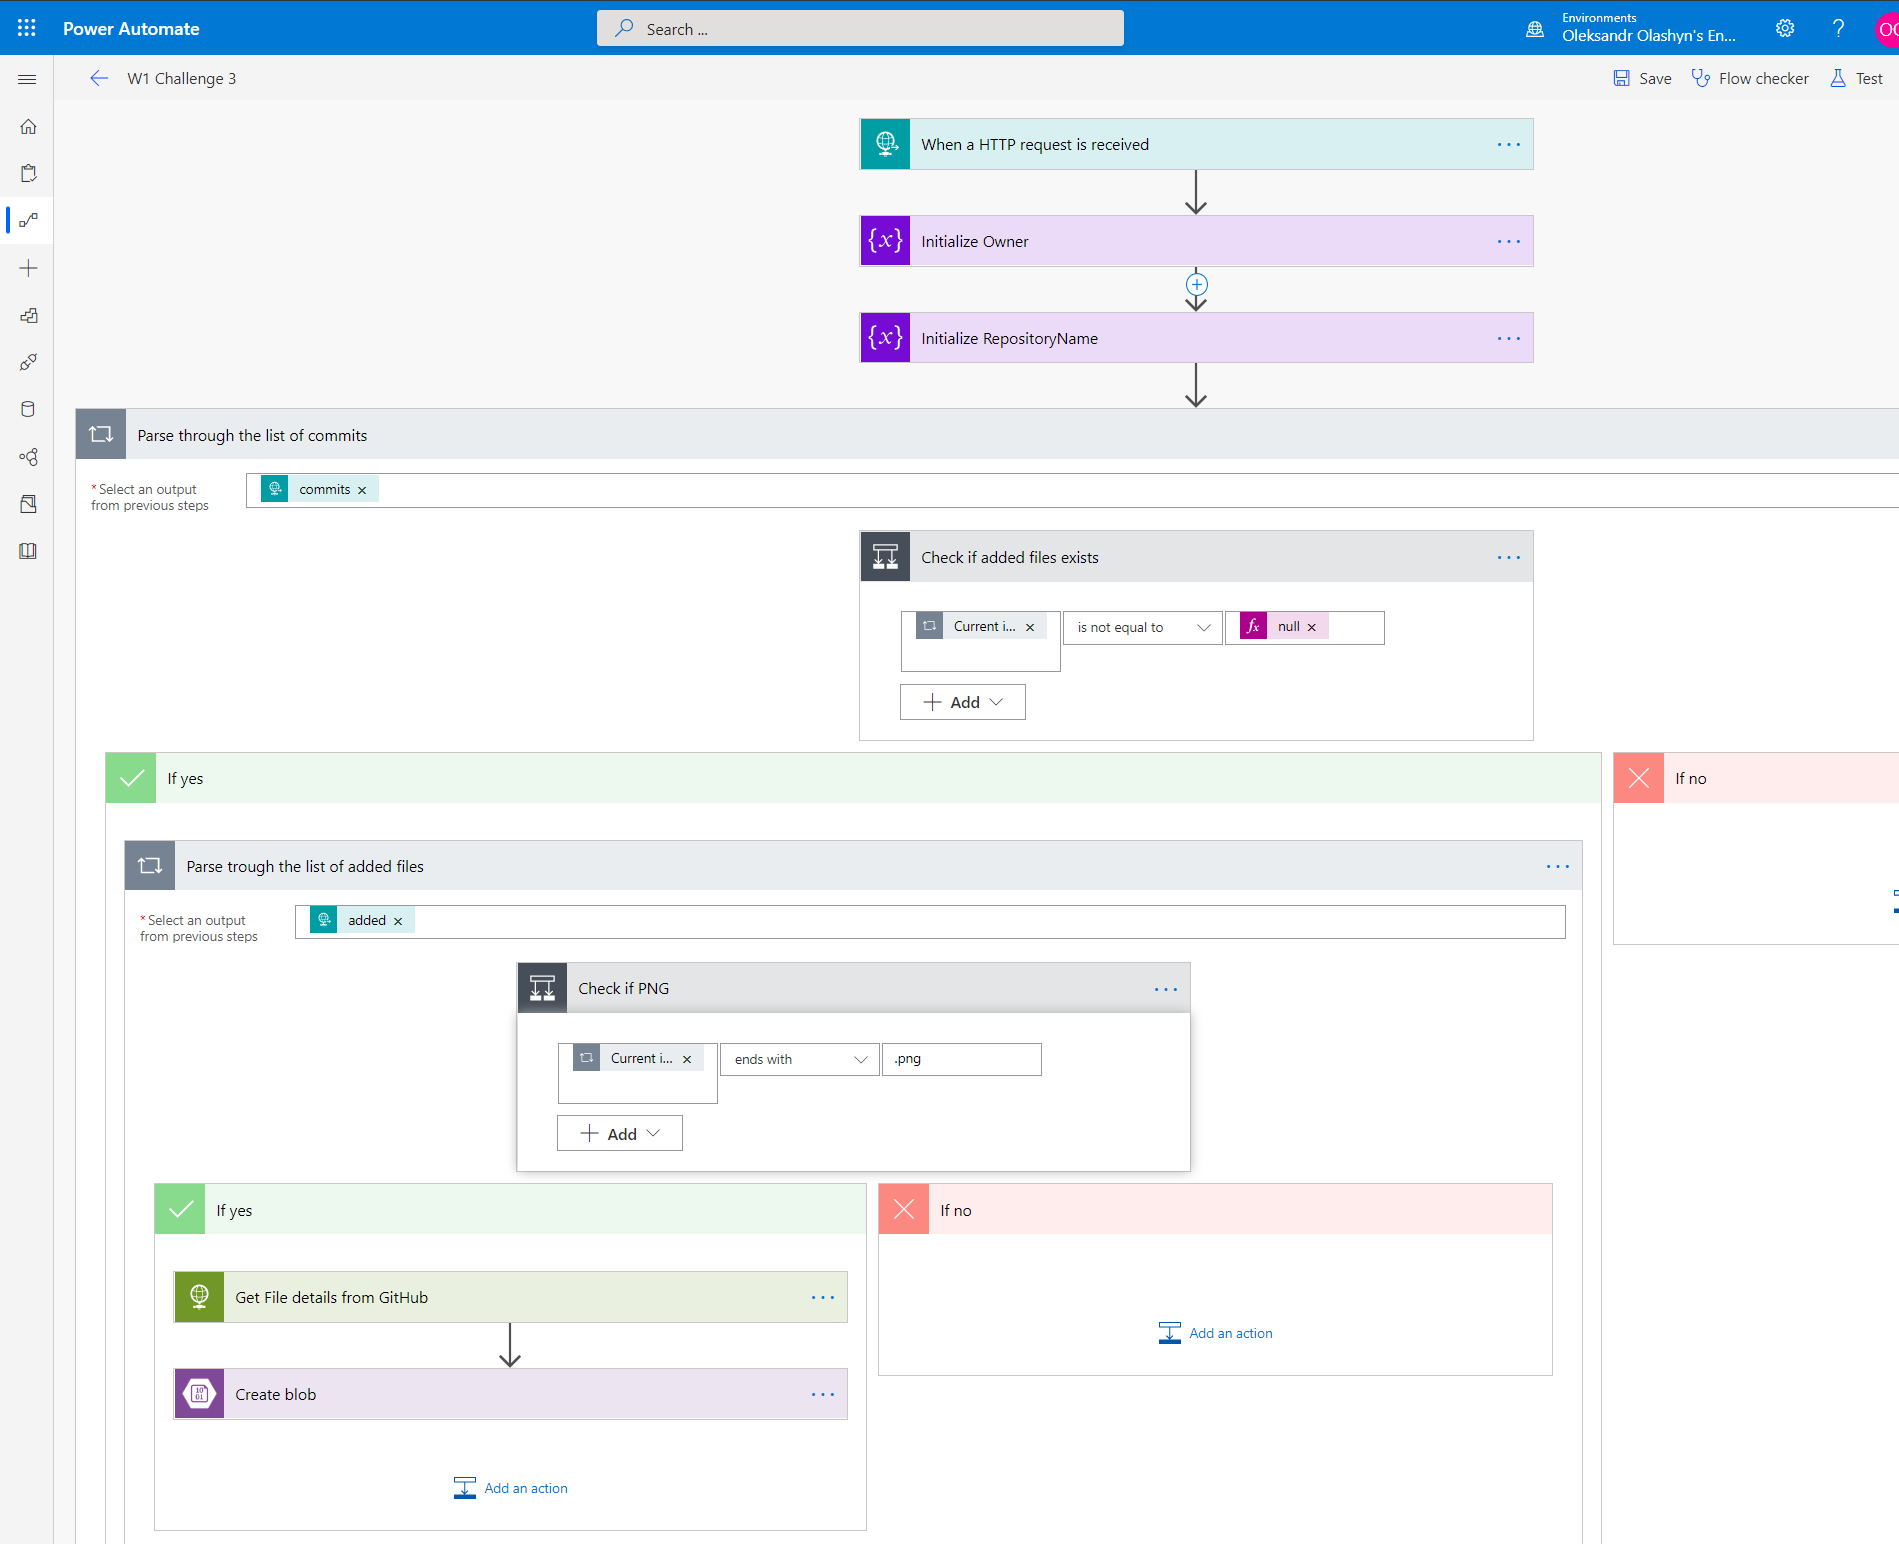 Power Automate
Search ...
Environments
Oleksandr Olashyn's En...
?
W1 Challenge 3
Save
Flow checker
Test
When a HTTP request is received
{x} Initialize Owner
{x} Initialize RepositoryName
Parse through the list of commits
*Select an output
from previous steps
commits
Check if added files exists
Current i...
is not equal to
fx null
Add
If yes
If no
Parse trough the list of added files
*Select an output
from previous steps
added
Check if PNG
Current i...
ends with
.png
Add
If yes
If no
Get File details from GitHub
Add an action
10
01
Create blob
Add an action